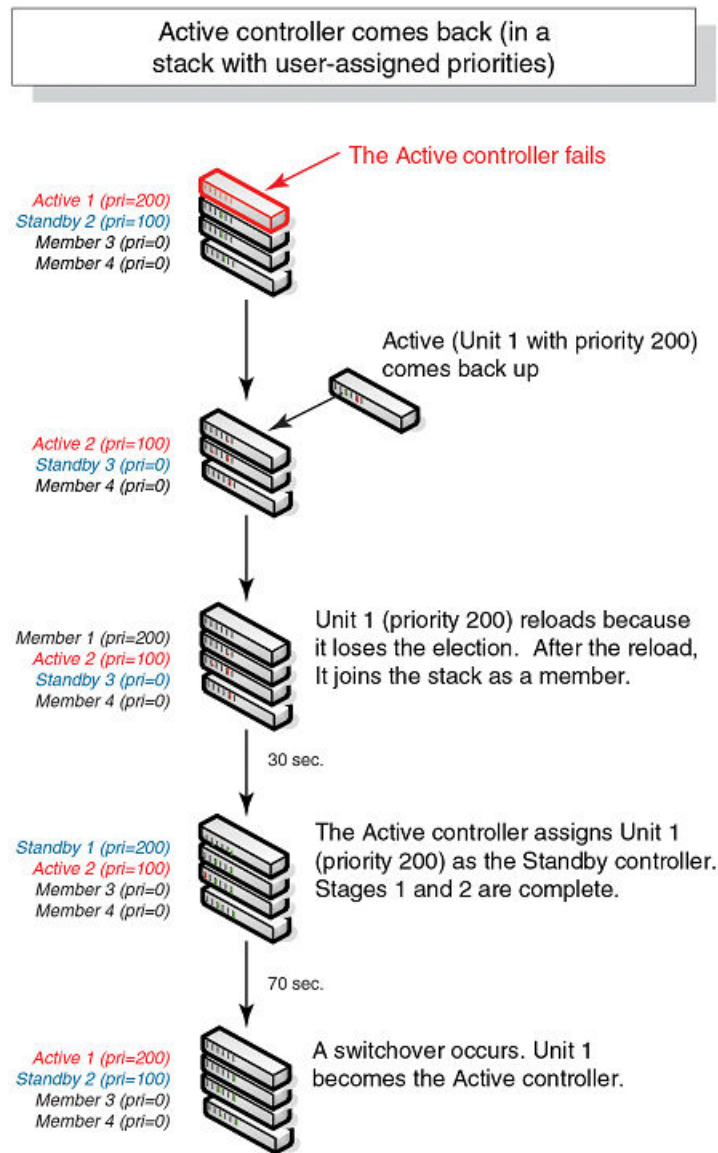 Active controller comes back (in a
stack with user-assigned priorities)
The Active controller fails
Active 1 (pri=200)
Standby 2 (pri=100)
Member 3 (pri=0)
Member 4 (pri=0)
Active (Unit 1 with priority 200)
comes back up
Active 2 (pri=100)
Standby 3 (pri=0)
Member 4 (pri=0)
Member 1 (pri=200)
Active 2 (pri=100)
Standby 3 (pri=0)
Member 4 (pri=0)
Unit 1 (priority 200) reloads because
it loses the election. After the reload,
It joins the stack as a member.
30 sec.
Standby 1 (pri=200)
Active 2 (pri=100)
Member 3 (pri=0)
Member 4 (pri=0)
The Active controller assigns Unit 1
(priority 200) as the Standby controller.
Stages 1 and 2 are complete.
70 sec.
Active 1 (pri=200)
Standby 2 (pri=100)
Member 3 (pri=0)
Member 4 (pri=0)
A switchover occurs. Unit 1
becomes the Active controller.